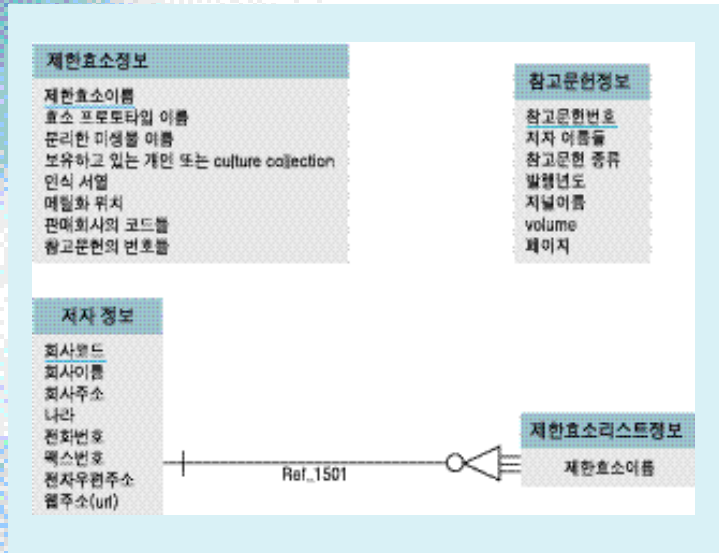 제한효소정보
제한효소이름
효소 프로토타입 이름
분리한 미생물 이름
보유하고 있는 개인 또는 culture collection
인식 서열
메틸화 위치
판매회사의 코드들
참고문헌의 번호들
참고문헌정보
참고문헌번호
저자 이름들
참고문헌 종류
발행년도
저널이름
volume
페이지
저자 정보
회사코드
회사이름
회사주소
나라
전화번호
팩스번호
전자우편주소
웹주소(url)
Ref_1501
제한효소리스트정보
제한효소이름